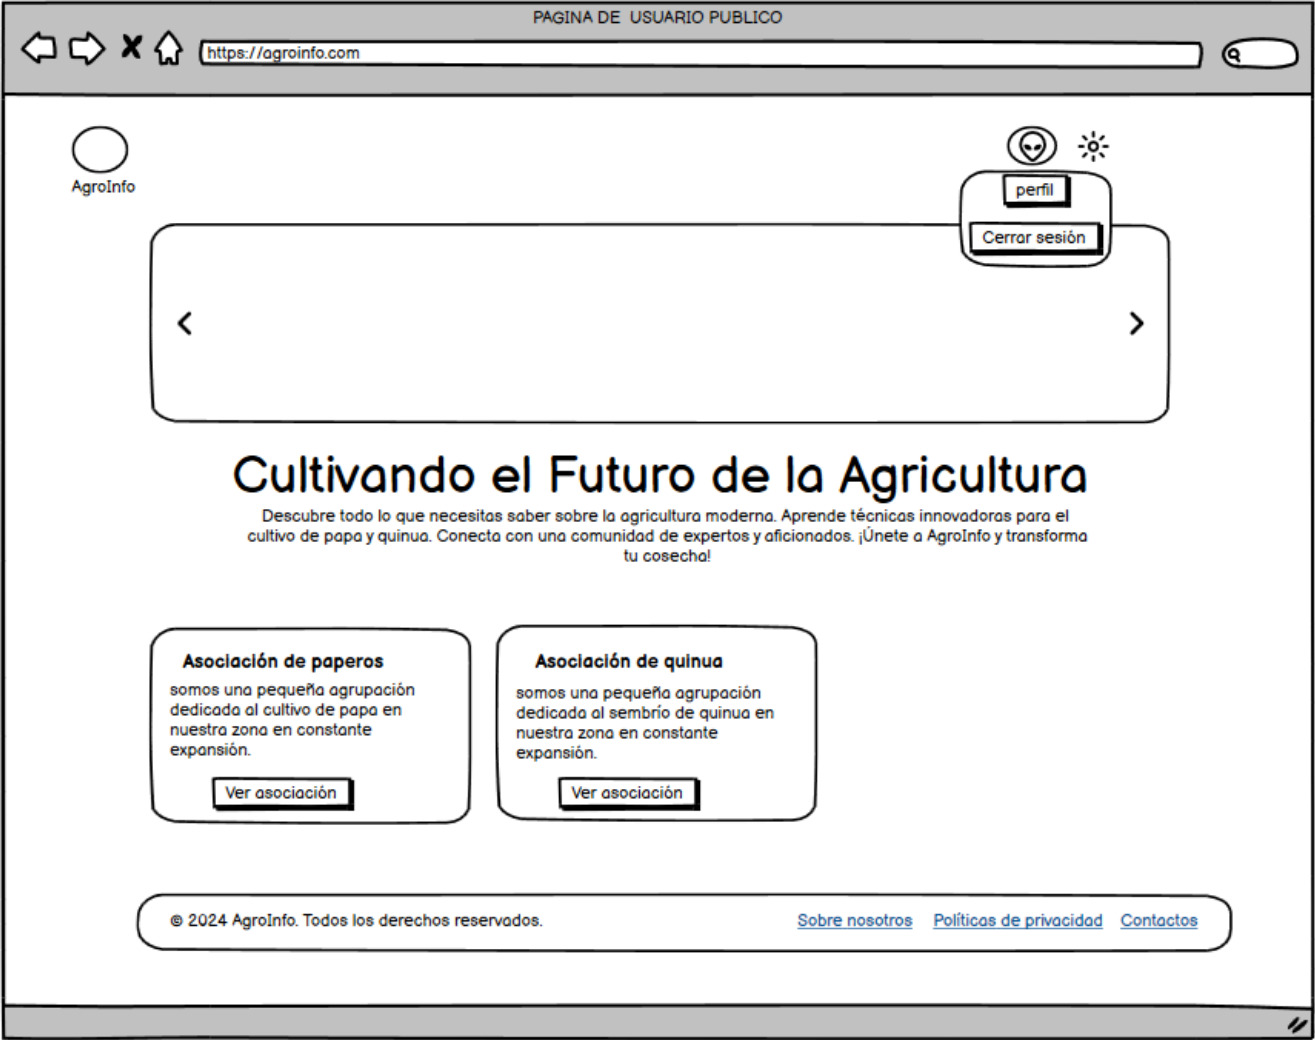 PAGINA DE USUARIO PUBLICO
https://agroinfo.com
AgroInfo
perfil
Cerrar sesión
Cultivando el Futuro de la Agricultura
Descubre todo lo que necesitas saber sobre la agricultura moderna. Aprende técnicas innovadoras para el
cultivo de papa y quinua. Conecta con una comunidad de expertos y aficionados. ¡Únete a AgroInfo y transforma
tu cosecha!
Asociación de paperos
somos una pequeña agrupación
dedicada al cultivo de papa en
nuestra zona en constante
expansión.
Ver asociación
Asociación de quinua
somos una pequeña agrupación
dedicada al sembrío de quinua en
nuestra zona en constante
expansión.
Ver asociación
© 2024 AgroInfo. Todos los derechos reservados.
Sobre nosotros
Políticas de privacidad
Contactos